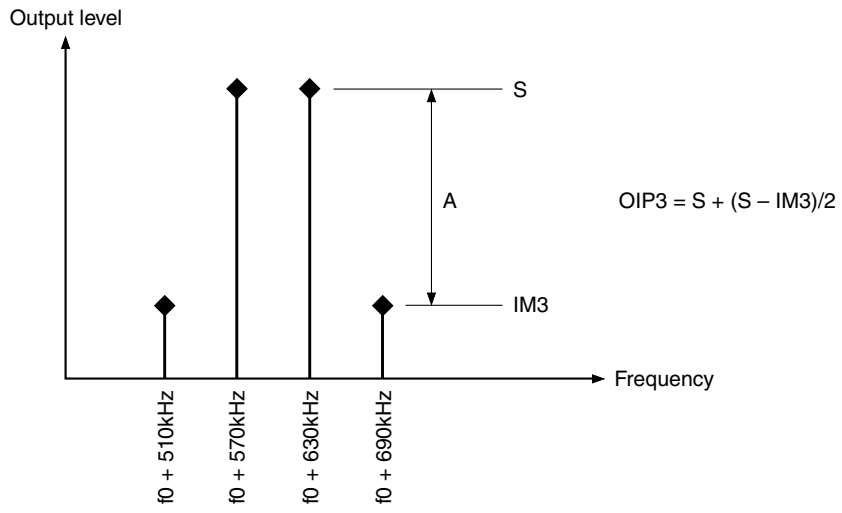 Output level
S
A
OIP3 = S + (S – IM3)/2
IM3
Frequency
f0 + 510kHz
f0 + 570kHz
f0 + 630kHz
f0 + 690kHz